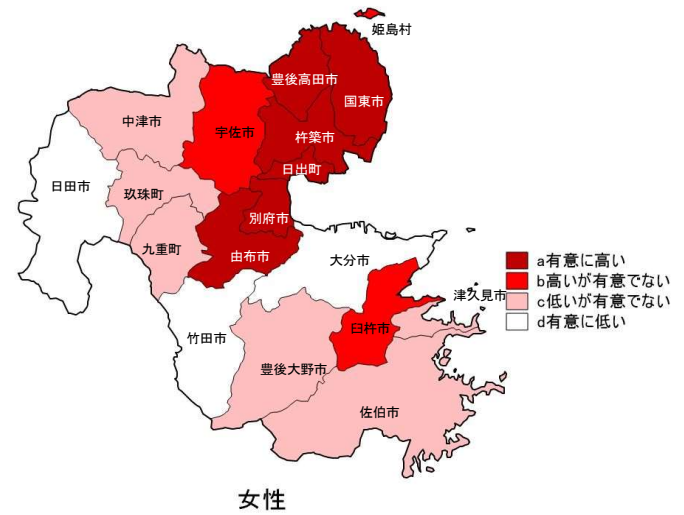 姫島村
豊後高田市
国東市
中津市
宇佐市
杵築市
日出町
日田市
玖珠町
別府市
九重町
由布市
大分市
a有意に高い
b高いが有意でない
c低いが有意でない
d有意に低い
津久見市
臼杵市
竹田市
豊後大野市
佐伯市
女性